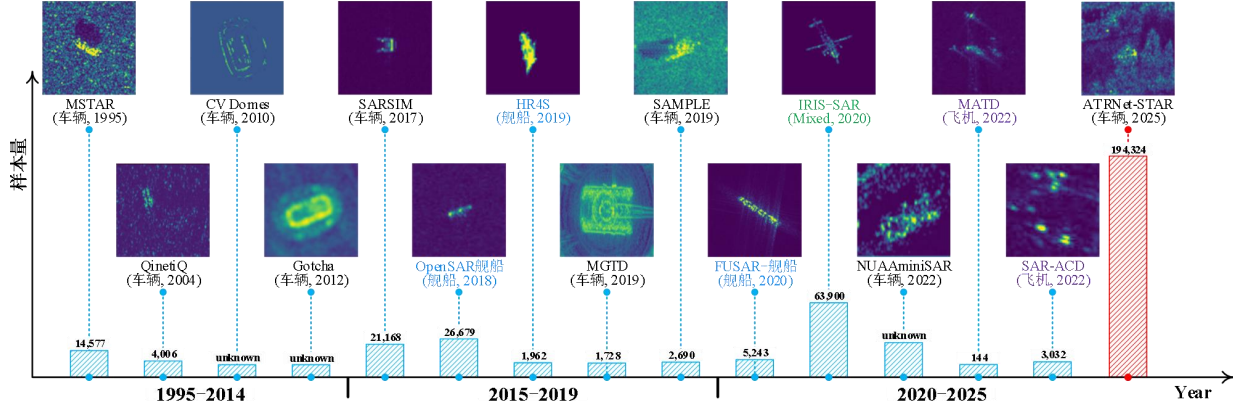 MSTAR
(车辆, 1995)
CV Domes
(车辆, 2010)
SARSIM
(车辆, 2017)
HR4S
(舰船, 2019)
SAMPLE
(车辆, 2019)
IRIS-SAR
(Mixed, 2020)
MATD
(飞机, 2022)
ATRNet-STAR
(车辆, 2025)
样本量
QinetiQ
(车辆, 2004)
Gotcha
(车辆, 2012)
OpenSAR舰船
(舰船, 2018)
MGTD
(车辆, 2019)
FUSAR-舰船
(舰船, 2020)
NUAAminiSAR
(车辆, 2022)
SAR-ACD
(飞机, 2022)
14,577
4,006
unknown
unknown
21,168
26,679
1,962
1,728
2,690
5,243
63,900
unknown
144
3,032
194,324
1995-2014
2015-2019
2020-2025
Year